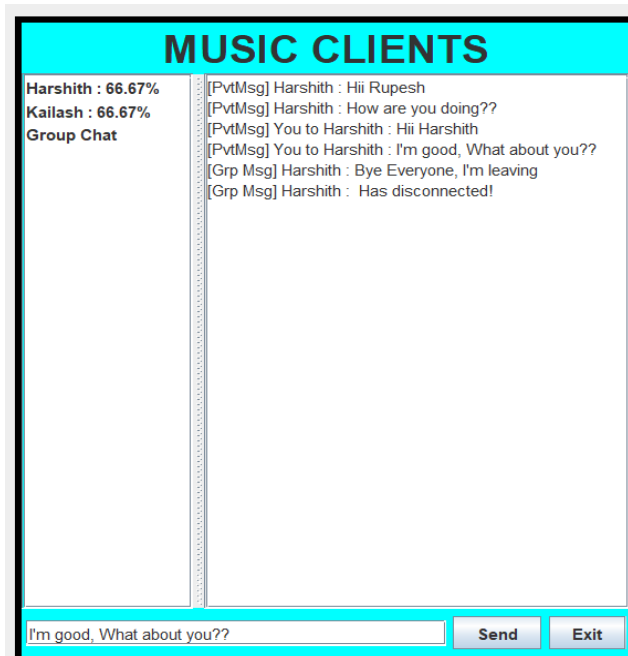 MUSIC CLIENTS
Harshith : 66.67%
Kailash : 66.67%
Group Chat
[PvtMsg] Harshith : Hii Rupesh
[PvtMsg] Harshith : How are you doing??
[PvtMsg] You to Harshith : Hii Harshith
[PvtMsg] You to Harshith : I'm good, What about you??
[Grp Msg] Harshith : Bye Everyone, I'm leaving
[Grp Msg] Harshith :  Has disconnected!
I'm good, What about you??
Send
Exit